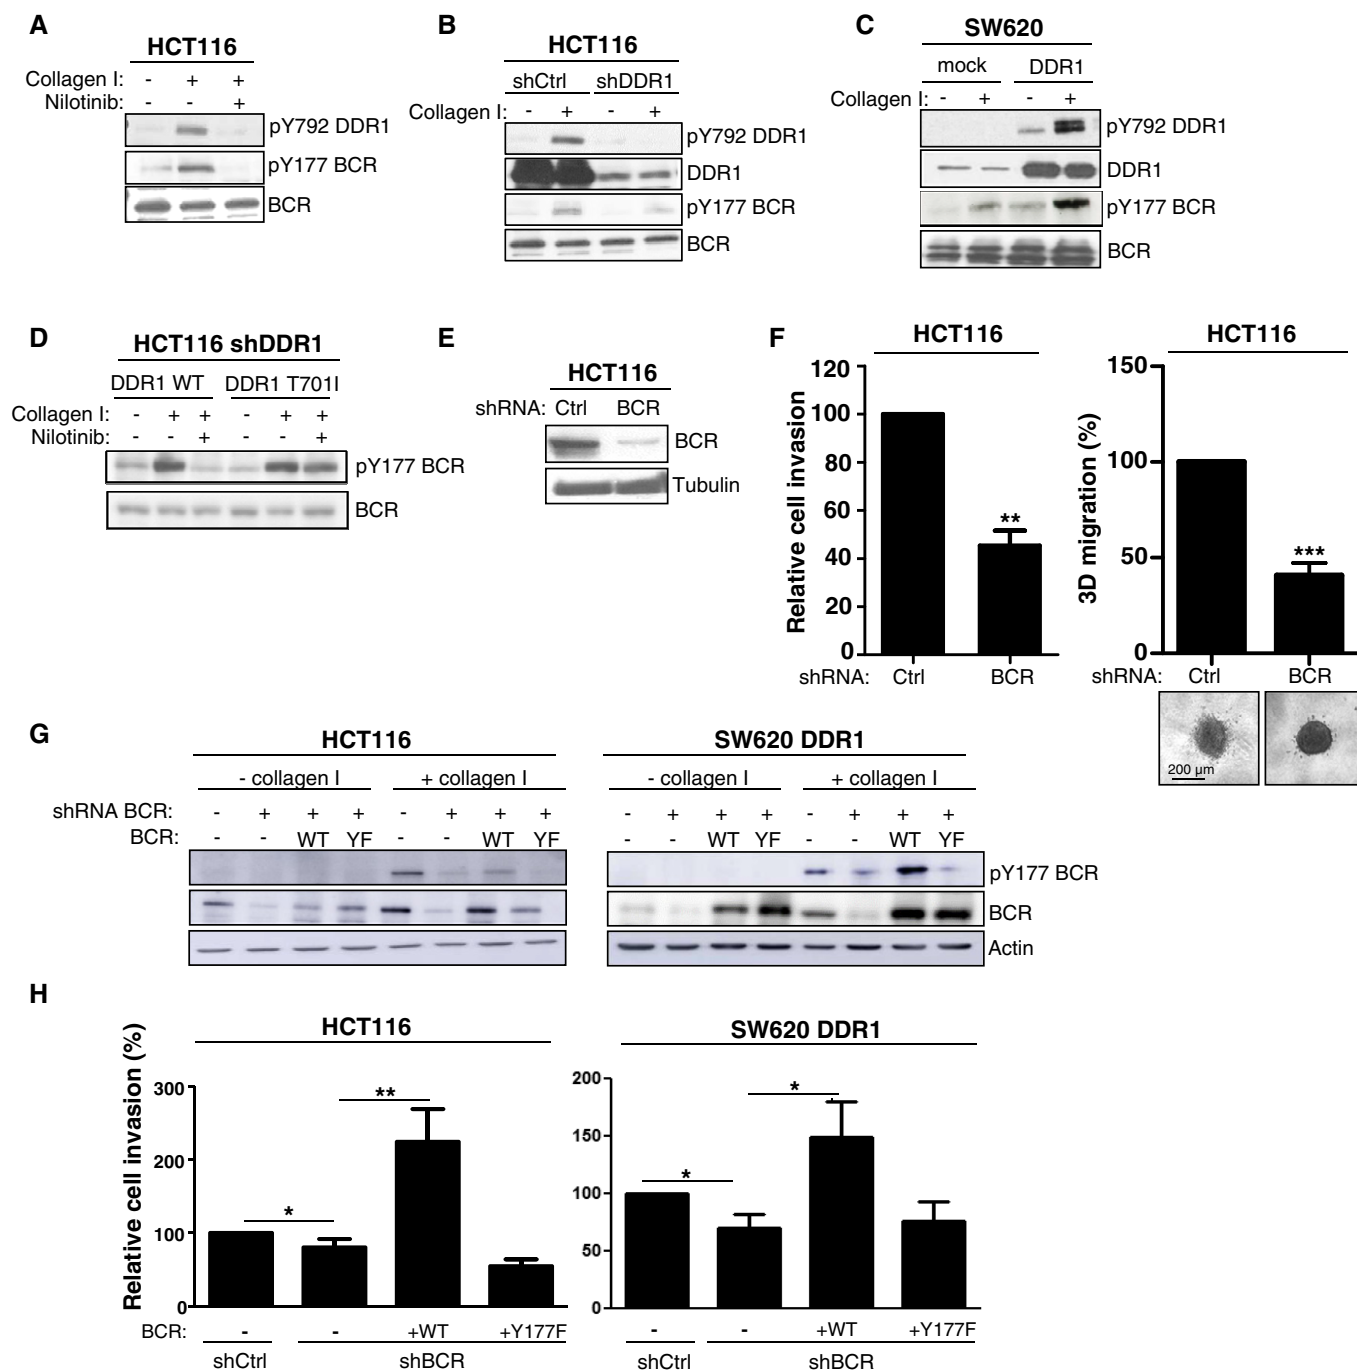 A
HCT116
Collagen I: - + +
Nilotinib: - - +
pY792 DDR1
pY177 BCR
BCR
B
HCT116
shCtrl shDDR1
Collagen I: - + - +
pY792 DDR1
DDR1
pY177 BCR
BCR
C
SW620
mock DDR1
Collagen I: - + - +
pY792 DDR1
DDR1
pY177 BCR
BCR
D
HCT116 shDDR1
DDR1 WT DDR1 T701I
Collagen I: - + + - + +
Nilotinib: - - + - - +
pY177 BCR
BCR
E
HCT116
shRNA: Ctrl BCR
BCR
Tubulin
F
HCT116
Relative cell invasion
120
100
80
60
40
20
0
**
shRNA: Ctrl BCR
HCT116
3D migration (%)
150
100
50
0
***
shRNA: Ctrl BCR
200 µm
G
HCT116
- collagen I + collagen I
shRNA BCR: - + + + - + + +
BCR: - - WT YF - - WT YF
SW620 DDR1
- collagen I + collagen I
- + + + - + + +
- - WT YF - - WT YF
pY177 BCR
BCR
Actin
H
HCT116
Relative cell invasion (%)
300
200
100
0
*
**
BCR: - - +WT +Y177F
shCtrl shBCR
SW620 DDR1
200
150
100
50
0
*
*
- - +WT +Y177F
shCtrl shBCR